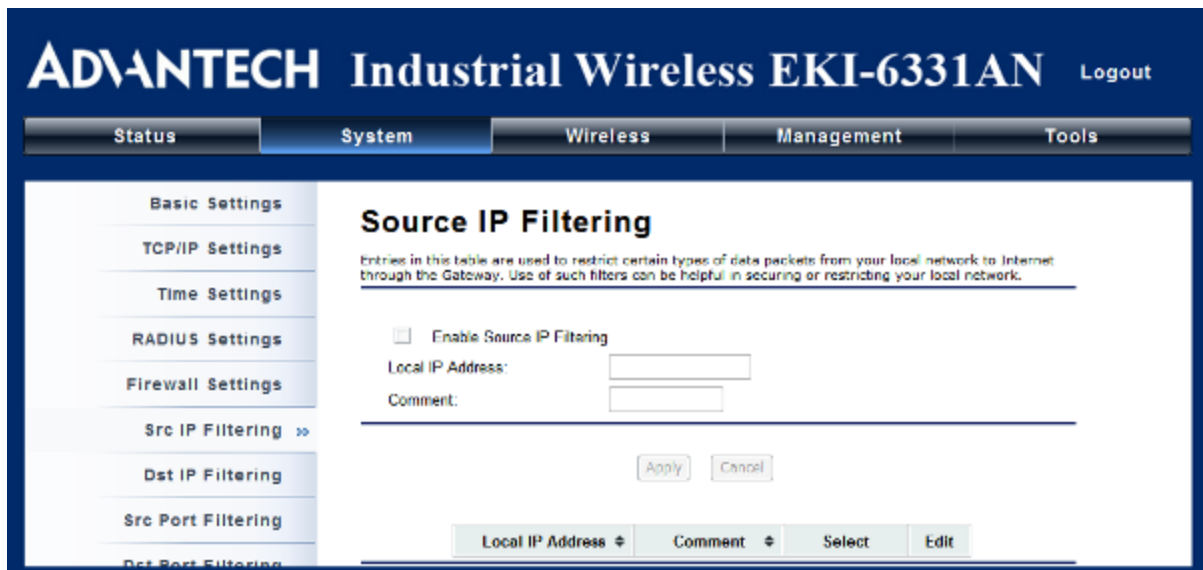 ADVANTECH Industrial Wireless EKI-6331AN Logout
Status System Wireless Management Tools
Basic Settings
TCP/IP Settings
Time Settings
RADIUS Settings
Firewall Settings
Src IP Filtering »
Dst IP Filtering
Src Port Filtering
Dst Port Filtering
Source IP Filtering
Entries in this table are used to restrict certain types of data packets from your local network to Internet
through the Gateway. Use of such filters can be helpful in securing or restricting your local network.
Enable Source IP Filtering
Local IP Address:
Comment:
Apply Cancel
Local IP Address Comment Select Edit